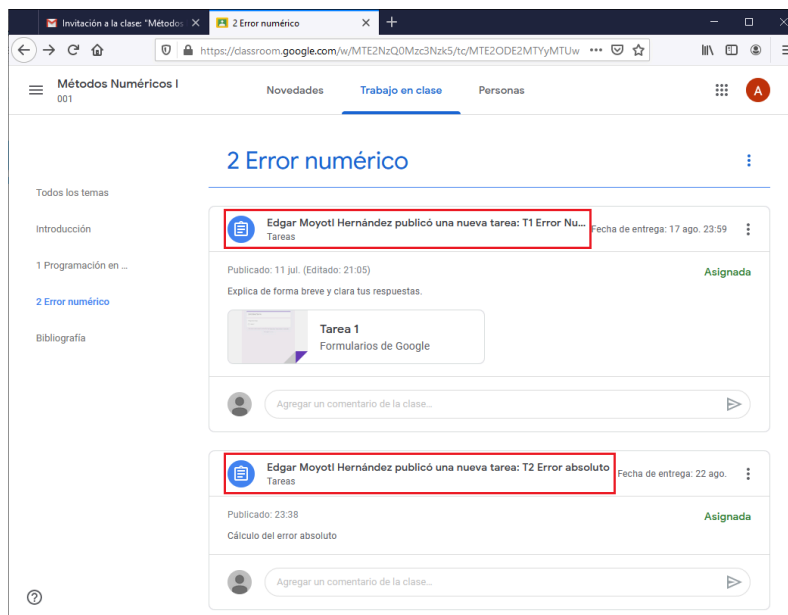 Invitación a la clase: "Métodos
2 Error numérico
https://classroom.google.com/w/MTE2NzQ0Mzc3Nzk5/tc/MTE2ODE2MTYyMTUw
Métodos Numéricos I
001
Novedades
Trabajo en clase
Personas
A
2 Error numérico
Todos los temas
Introducción
1 Programación en ...
2 Error numérico
Bibliografía
Edgar Moyotl Hernández publicó una nueva tarea: T1 Error Nu...
Tareas
Fecha de entrega: 17 ago. 23:59
Publicado: 11 jul. (Editado: 21:05)
Asignada
Explica de forma breve y clara tus respuestas.
Tarea 1
Formularios de Google
Agregar un comentario de la clase...
Edgar Moyotl Hernández publicó una nueva tarea: T2 Error absoluto
Tareas
Fecha de entrega: 22 ago.
Publicado: 23:38
Asignada
Cálculo del error absoluto
Agregar un comentario de la clase...